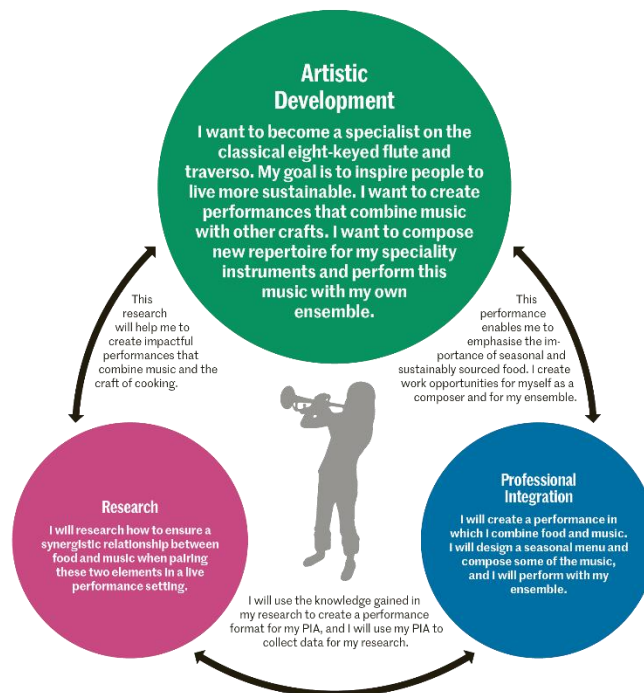 Artistic
Development
I want to become a specialist on the
classical eight-keyed flute and
traverso. My goal is to inspire people to
live more sustainable. I want to create
performances that combine music
with other crafts. I want to compose
new repertoire for my speciality
instruments and perform this
music with my own
ensemble.
This
research
will help me to
create impactful
performances that
combine music and the
craft of cooking.
This
performance
enables me to
emphasise the im-
portance of seasonal and
sustainably sourced food. I create
work opportunities for myself as a
composer and for my ensemble.
Research
I will research how to ensure a
synergistic relationship between
food and music when pairing
these two elements in a live
performance setting.
Professional
Integration
I will create a performance in
which I combine food and music.
I will design a seasonal menu and
compose some of the music,
and I will perform with my
ensemble.
I will use the knowledge gained in
my research to create a performance
format for my PIA, and I will use my PIA to
collect data for my research.